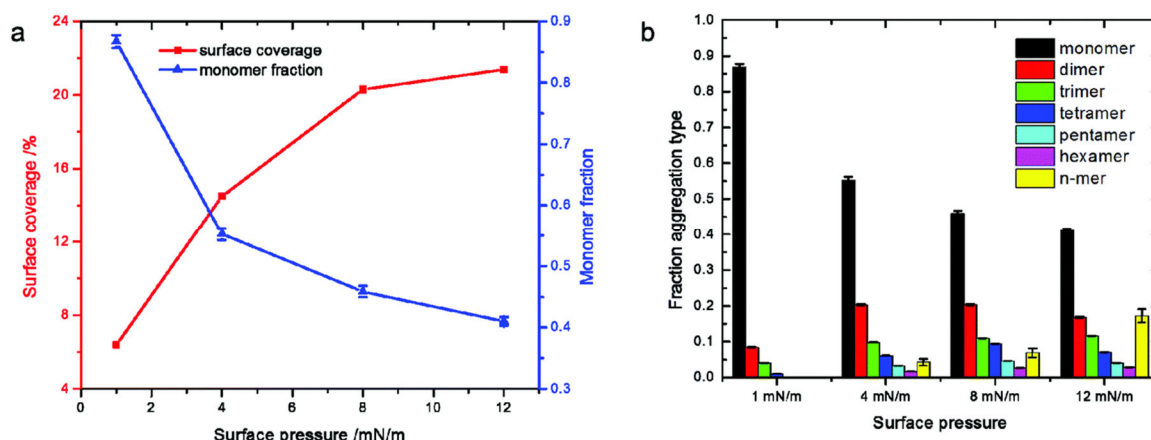 a
24
20
16
12
8
4
Surface coverage /%
surface coverage
monomer fraction
0.9
0.8
0.7
0.6
0.5
0.4
0.3
Monomer fraction
0 2 4 6 8 10 12
Surface pressure /mN/m
b
1.0
0.9
0.8
0.7
0.6
0.5
0.4
0.3
0.2
0.1
0.0
Fraction aggregation type
monomer
dimer
trimer
tetramer
pentamer
hexamer
n-mer
1 mN/m 4 mN/m 8 mN/m 12 mN/m
Surface pressure